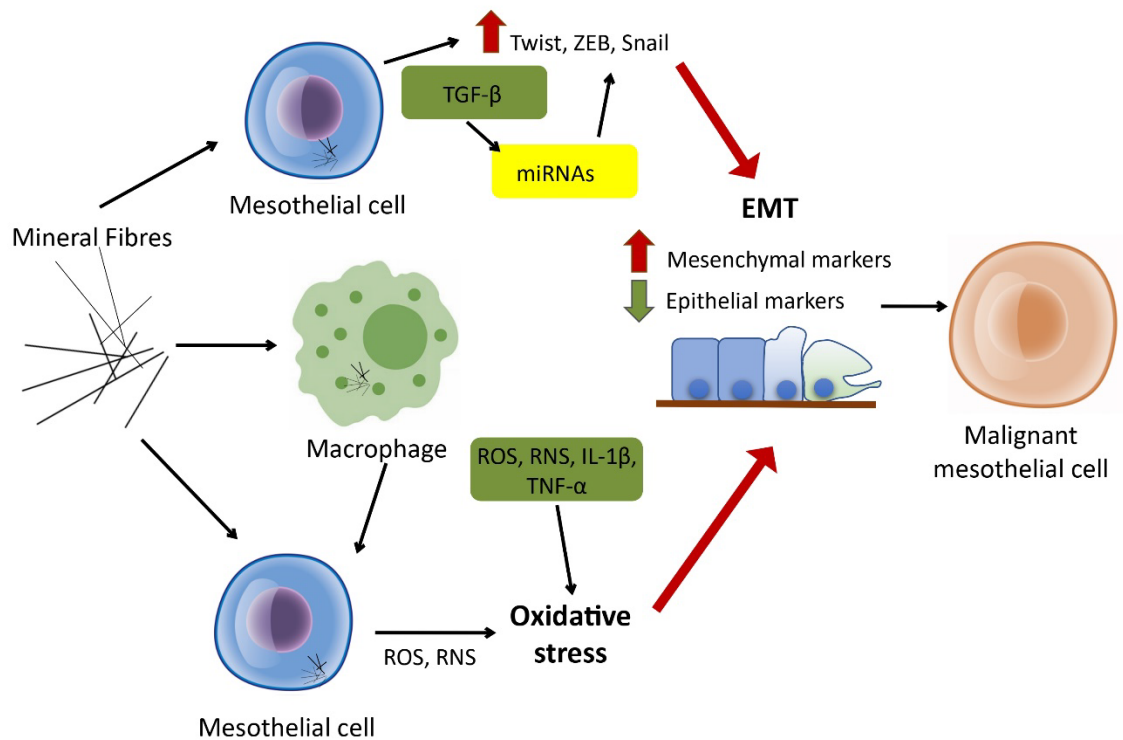 Twist, ZEB, Snail
TGF-β
miRNAs
Mesothelial cell
EMT
Mineral Fibres
Mesenchymal markers
Epithelial markers
Macrophage
ROS, RNS, IL-1β,
TNF-α
Malignant
mesothelial cell
Oxidative
stress
ROS, RNS
Mesothelial cell